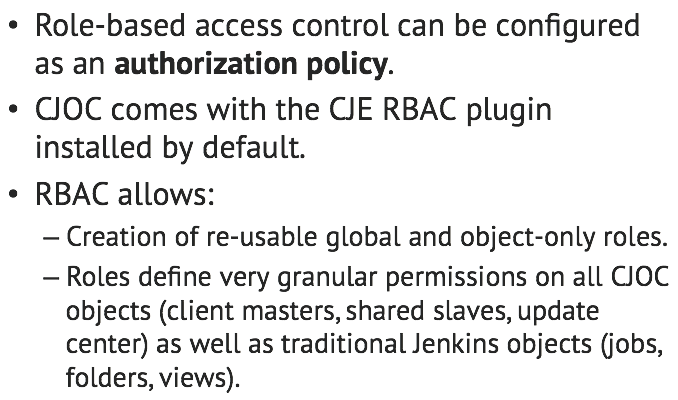 • Role-based access control can be configured
as an authorization policy.
• CJOC comes with the CJE RBAC plugin
installed by default.
• RBAC allows:
– Creation of re-usable global and object-only roles.
– Roles define very granular permissions on all CJOC
objects (client masters, shared slaves, update
center) as well as traditional Jenkins objects (jobs,
folders, views).